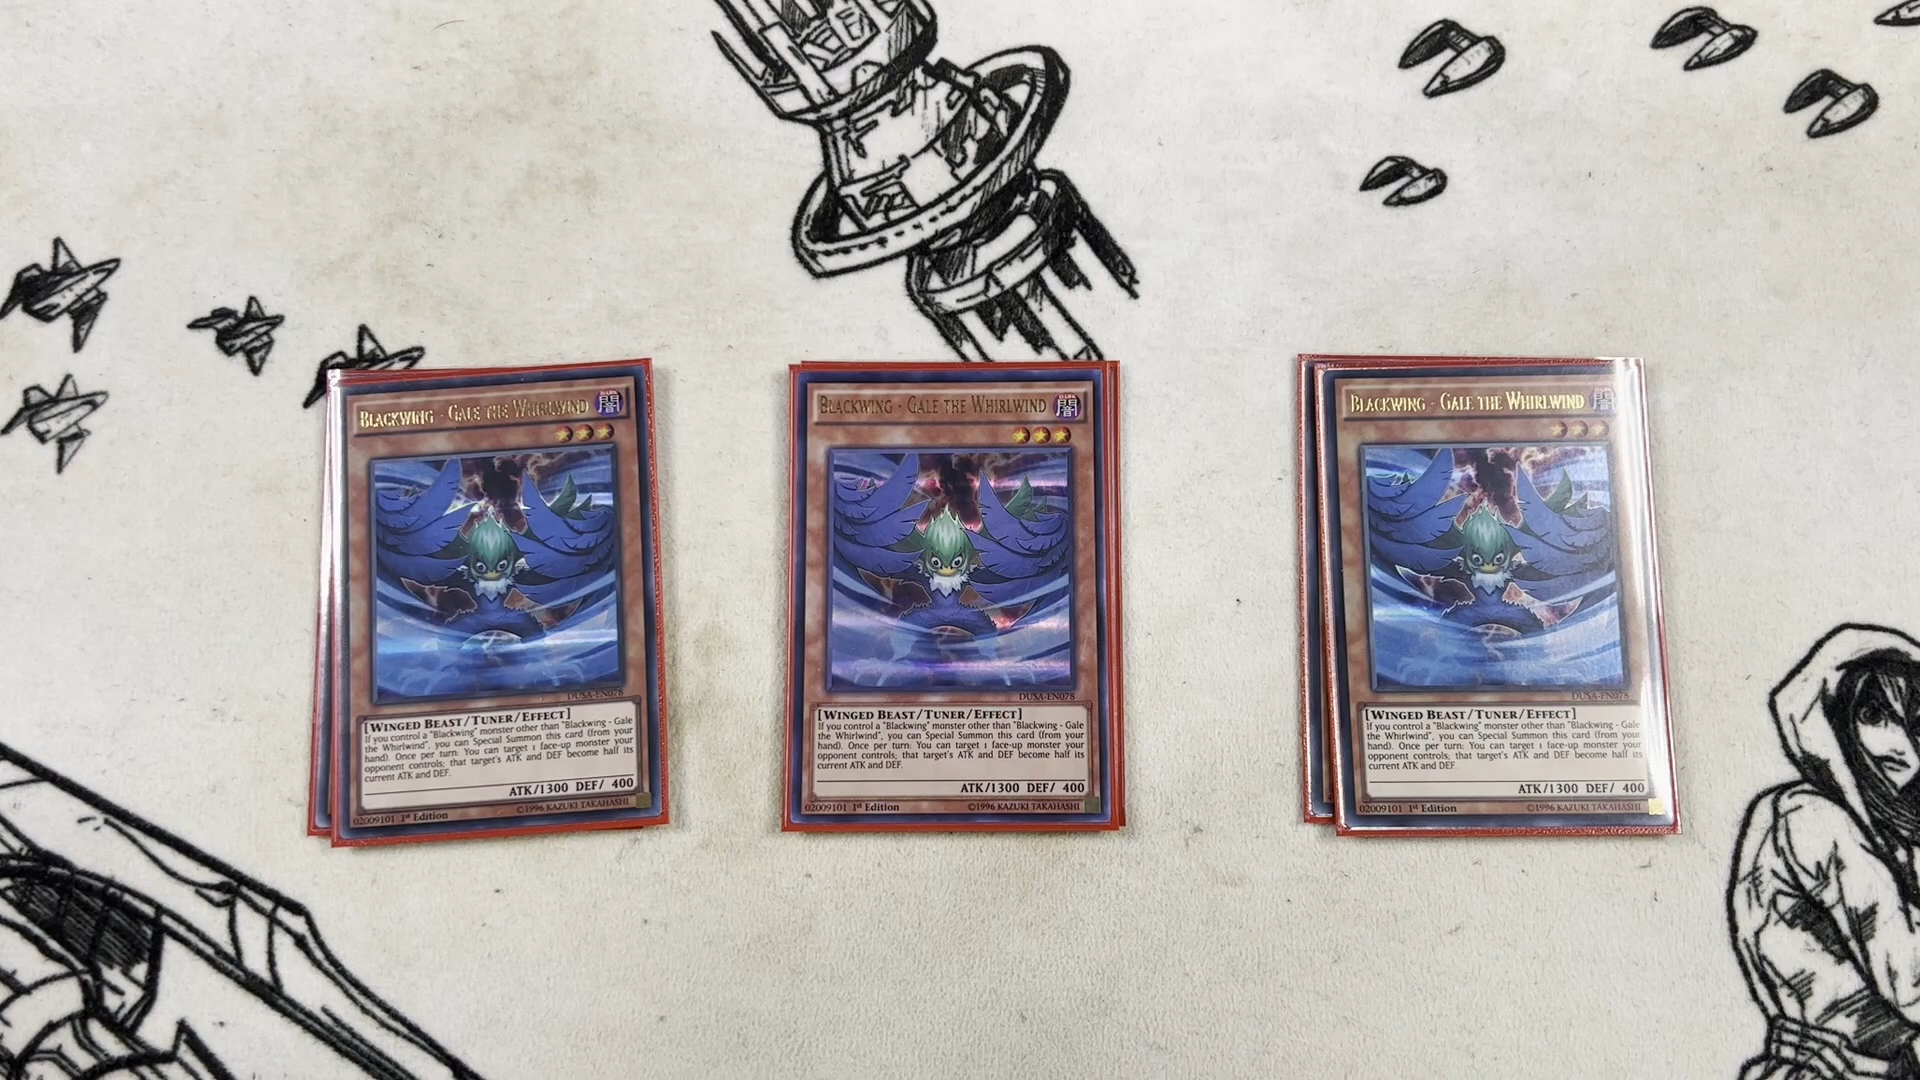 BLACKWING - GALE THE WHIRLWIND
闇
DUSA-EN078
[WINGED BEAST/TUNER/EFFECT]
If you control a "Blackwing" monster other than "Blackwing - Gale
the Whirlwind", you can Special Summon this card (from your
hand). Once per turn: You can target 1 face-up monster your
opponent controls; that target's ATK and DEF become half its
current ATK and DEF.
ATK/1300 DEF/ 400
02009101 1st Edition ©1996 KAZUKI TAKAHASHI
BLACKWING - GALE THE WHIRLWIND
闇
DUSA-EN078
[WINGED BEAST/TUNER/EFFECT]
If you control a "Blackwing" monster other than "Blackwing - Gale
the Whirlwind", you can Special Summon this card (from your
hand). Once per turn: You can target 1 face-up monster your
opponent controls; that target's ATK and DEF become half its
current ATK and DEF.
ATK/1300 DEF/ 400
02009101 1st Edition ©1996 KAZUKI TAKAHASHI
BLACKWING - GALE THE WHIRLWIND
闇
DUSA-EN078
[WINGED BEAST/TUNER/EFFECT]
If you control a "Blackwing" monster other than "Blackwing - Gale
the Whirlwind", you can Special Summon this card (from your
hand). Once per turn: You can target 1 face-up monster your
opponent controls; that target's ATK and DEF become half its
current ATK and DEF.
ATK/1300 DEF/ 400
02009101 1st Edition ©1996 KAZUKI TAKAHASHI